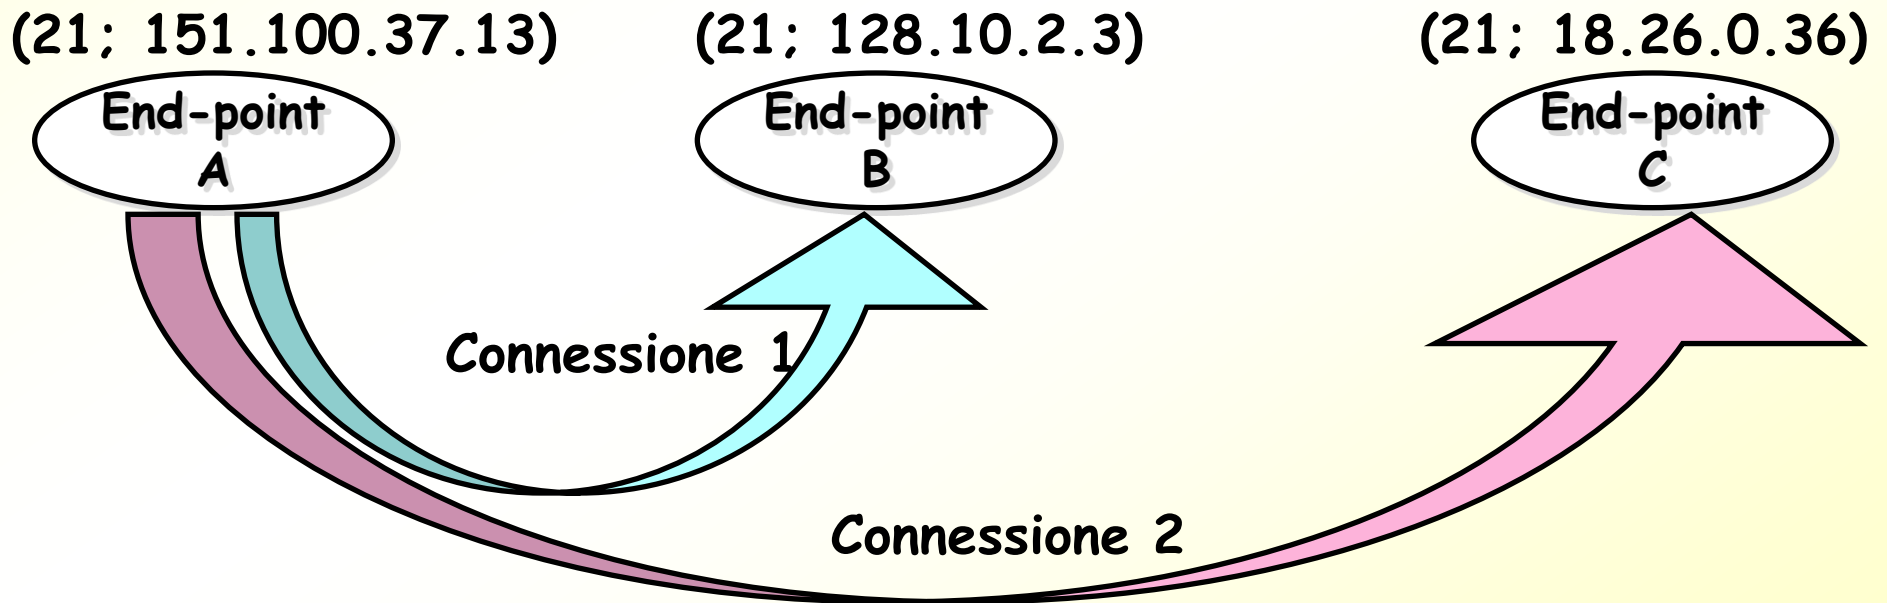 (21; 151.100.37.13)
(21; 128.10.2.3)
(21; 18.26.0.36)
End-point
A
End-point
B
End-point
C
Connessione 1
Connessione 2